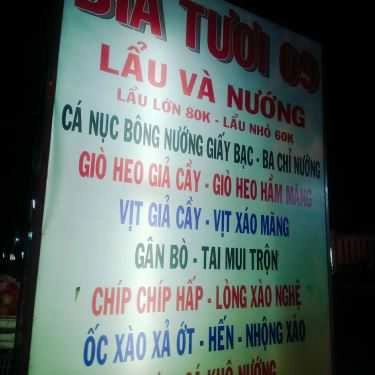 BIA TƯƠI 09
LẨU VÀ NƯỚNG
LẨU LỚN 80K - LẨU NHỎ 60K
CÁ NỤC BÔNG NƯỚNG GIẤY BẠC - BA CHỈ NƯỚNG
GIÒ HEO GIẢ CẦY - GIÒ HEO HẦM MĂNG
VỊT GIẢ CẦY - VỊT XÁO MĂNG
GÂN BÒ - TAI MUI TRỘN
CHÍP CHÍP HẤP - LÒNG XÀO NGHỆ
ỐC XÀO XẢ ỚT - HẾN - NHỘNG XÀO
KHÔ NƯỚNG